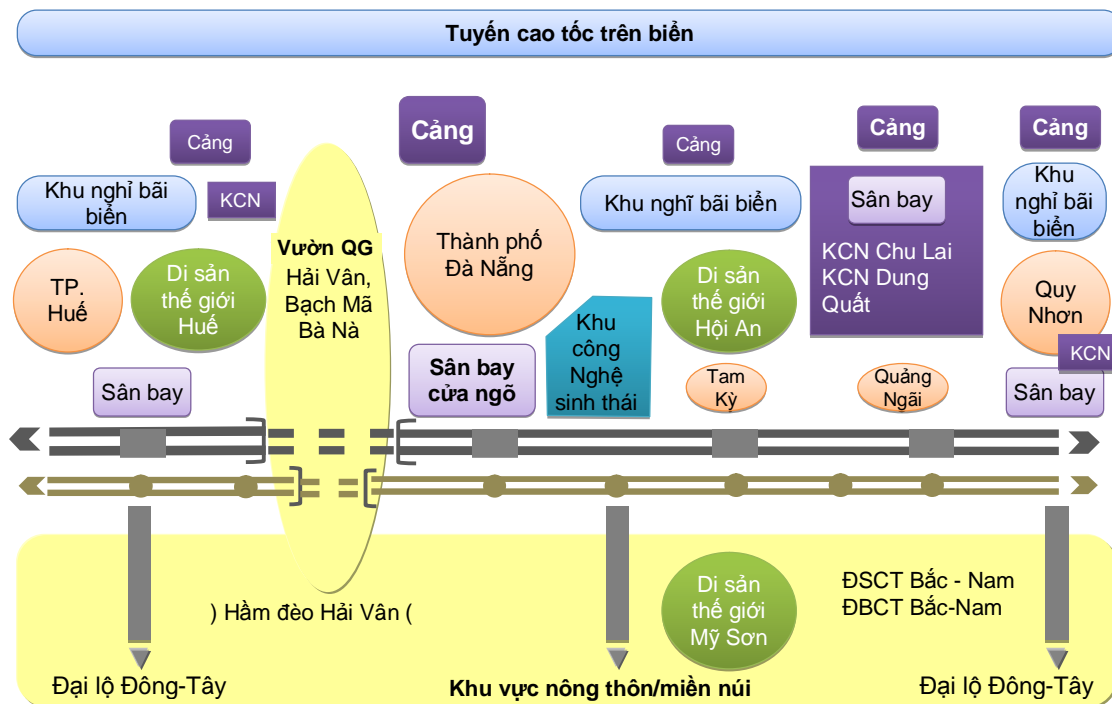 Tuyến cao tốc trên biển
Cảng
Cảng
Cảng
Cảng
Cảng
Khu nghỉ bãi
biển
KCN
Khu nghĩ bãi biển
Sân bay
KCN Chu Lai
KCN Dung
Quất
Khu
nghỉ bãi
biển
TP.
Huế
Di sản
thế giới
Huế
Vườn QG
Hải Vân,
Bạch Mã
Bà Nà
Thành phố
Đà Nẵng
Di sản
thế giới
Hội An
Quy
Nhơn
KCN
Sân bay
Sân bay
cửa ngõ
Khu
công
Nghệ
sinh thái
Tam
Kỳ
Quảng
Ngãi
Sân bay
) Hầm đèo Hải Vân (
Di sản
thế giới
Mỹ Sơn
ĐSCT Bắc - Nam
ĐBCT Bắc-Nam
Đại lộ Đông-Tây
Khu vực nông thôn/miền núi
Đại lộ Đông-Tây